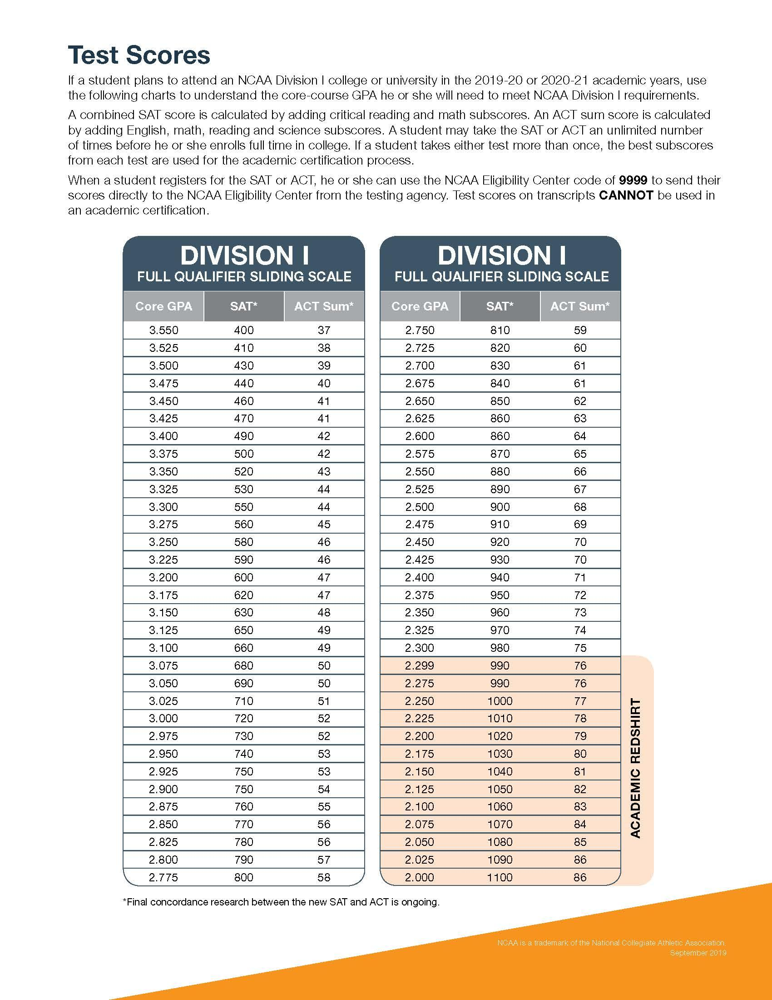 Test Scores
If a student plans to attend an NCAA Division I college or university in the 2019-20 or 2020-21 academic years, use
the following charts to understand the core-course GPA he or she will need to meet NCAA Division I requirements.
A combined SAT score is calculated by adding critical reading and math subscores. An ACT sum score is calculated
by adding English, math, reading and science subscores. A student may take the SAT or ACT an unlimited number
of times before he or she enrolls full time in college. If a student takes either test more than once, the best subscores
from each test are used for the academic certification process.
When a student registers for the SAT or ACT, he or she can use the NCAA Eligibility Center code of 9999 to send their
scores directly to the NCAA Eligibility Center from the testing agency. Test scores on transcripts CANNOT be used in
an academic certification.
DIVISION I
FULL QUALIFIER SLIDING SCALE
Core GPA SAT* ACT Sum*
3.550 400 37
3.525 410 38
3.500 430 39
3.475 440 40
3.450 460 41
3.425 470 41
3.400 490 42
3.375 500 42
3.350 520 43
3.325 530 44
3.300 550 44
3.275 560 45
3.250 580 46
3.225 590 46
3.200 600 47
3.175 620 47
3.150 630 48
3.125 650 49
3.100 660 49
3.075 680 50
3.050 690 50
3.025 710 51
3.000 720 52
2.975 730 52
2.950 740 53
2.925 750 53
2.900 750 54
2.875 760 55
2.850 770 56
2.825 780 56
2.800 790 57
2.775 800 58
DIVISION I
FULL QUALIFIER SLIDING SCALE
Core GPA SAT* ACT Sum*
2.750 810 59
2.725 820 60
2.700 830 61
2.675 840 61
2.650 850 62
2.625 860 63
2.600 860 64
2.575 870 65
2.550 880 66
2.525 890 67
2.500 900 68
2.475 910 69
2.450 920 70
2.425 930 70
2.400 940 71
2.375 950 72
2.350 960 73
2.325 970 74
2.300 980 75
2.299 990 76
2.275 990 76
2.250 1000 77
2.225 1010 78
2.200 1020 79
2.175 1030 80
2.150 1040 81
2.125 1050 82
2.100 1060 83
2.075 1070 84
2.050 1080 85
2.025 1090 86
2.000 1100 86
ACADEMIC REDSHIRT
*Final concordance research between the new SAT and ACT is ongoing.
NCAA is a trademark of the National Collegiate Athletic Association.
September 2019